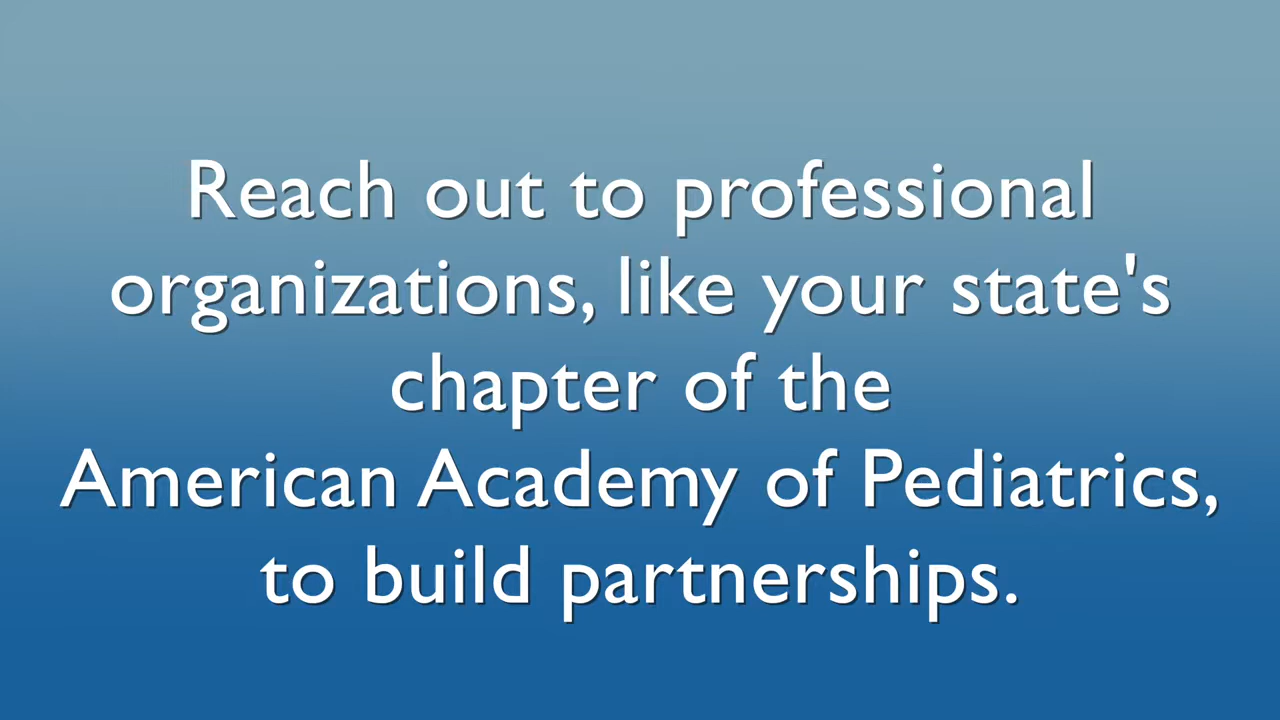 Reach out to professional
organizations, like your state's
chapter of the
American Academy of Pediatrics,
to build partnerships.